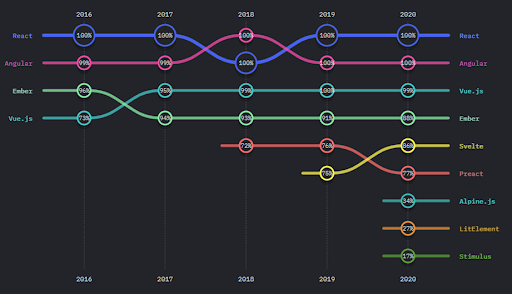 2016 2017 2018 2019 2020
React 100% 100% 100% 100% 100% React
Angular 99% 99% 100% 100% 100% Angular
Ember 96% 95% 99% 100% 99% Vue.js
Vue.js 73% 94% 93% 91% 88% Ember
72% 76% 86% Svelte
75% 77% Preact
34% Alpine.js
27% LitElement
17% Stimulus
2016 2017 2018 2019 2020